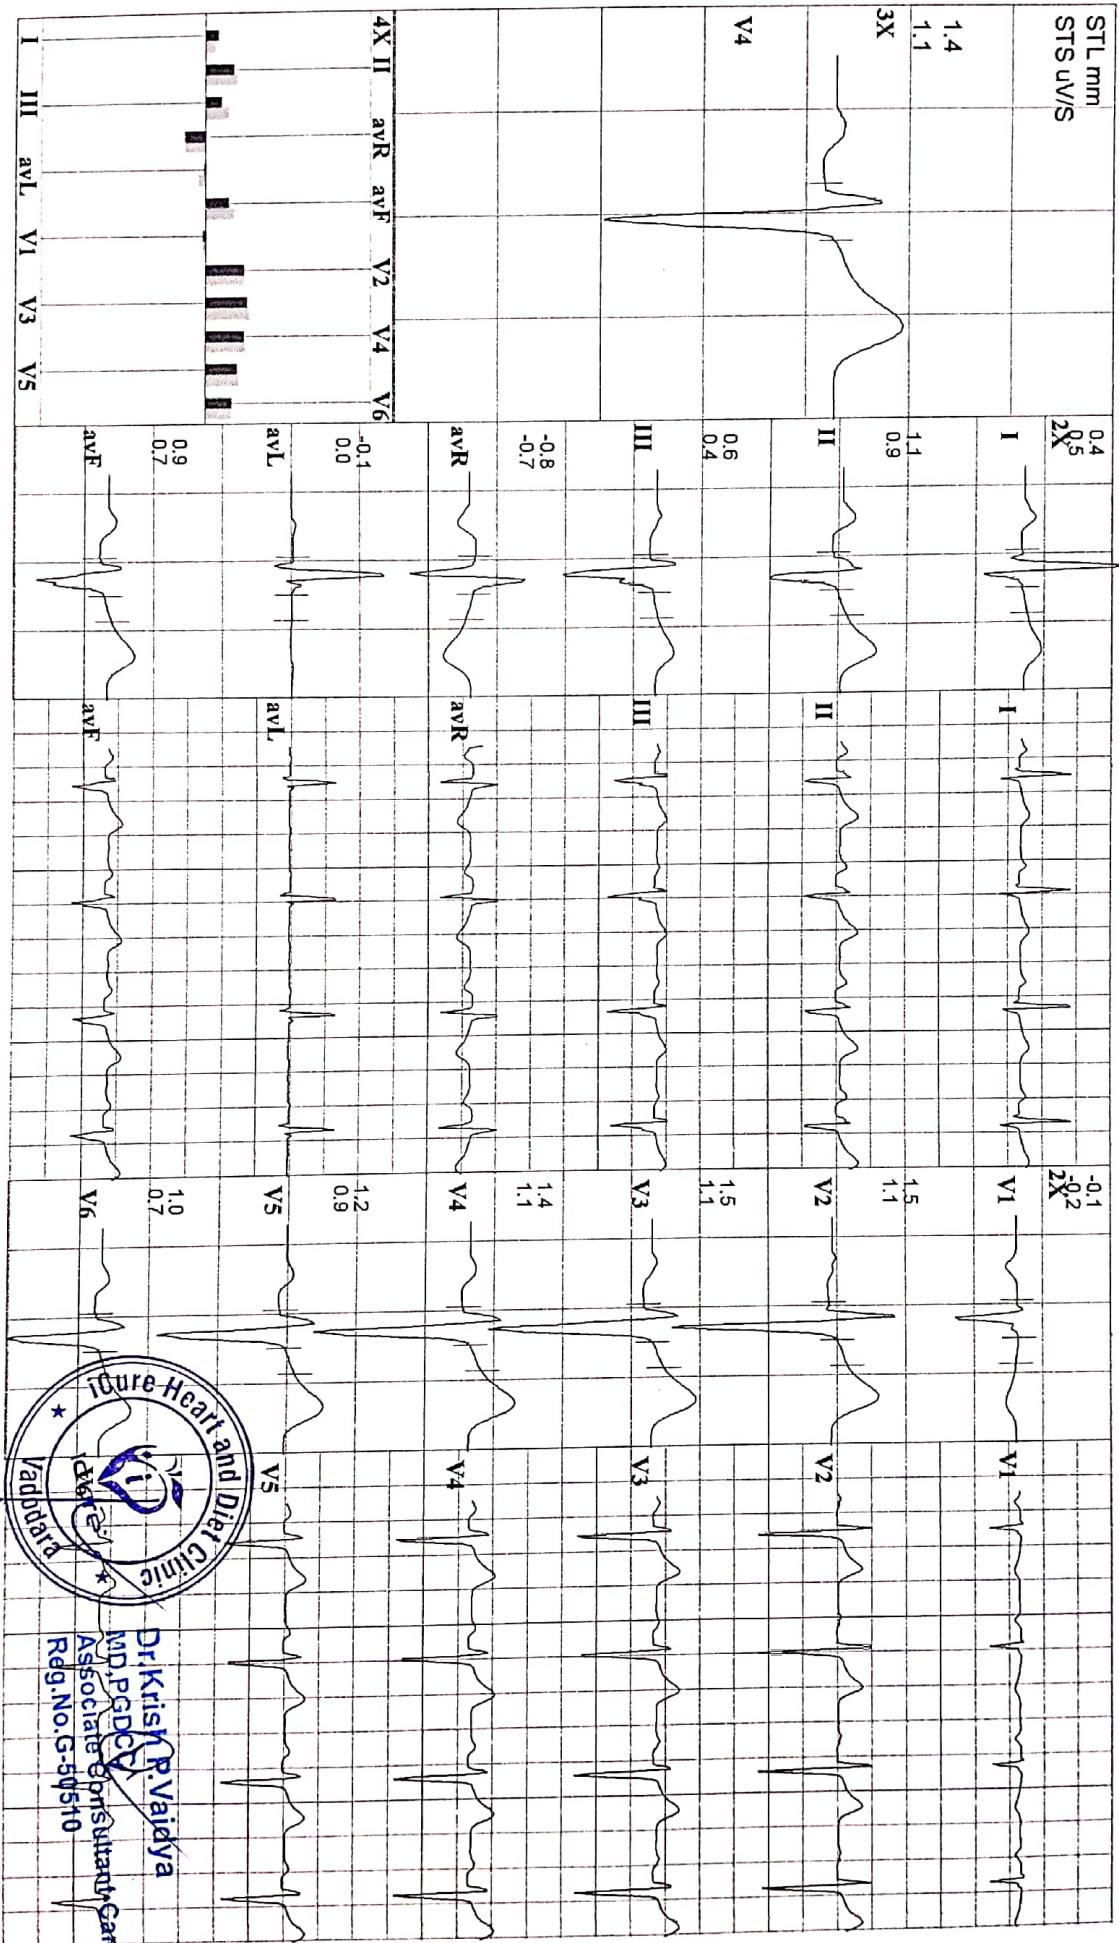 STL mm
STS uV/S
1.4
1.1
3X
V4
4X II avR avF V2 V4 V6
I III avL V1 V3 V5
0.4
0.5
2X
I
1.1
0.9
II
0.6
0.4
III
-0.8
-0.7
avR
-0.1
0.0
avL
0.9
0.7
avF
I
II
III
avR
avL
avF
-0.1
-0.2
2X
V1
1.5
1.1
V2
1.5
1.1
V3
1.4
1.1
V4
1.2
0.9
V5
1.0
0.7
V6
V1
V2
V3
V4
V5
V6
iCure Heart and Diet Clinic
Vadodara
i
iCare
Dr.Krish P.Vaidya
MD,PGDCC
Associate Consultant
Reg.No.G-50510